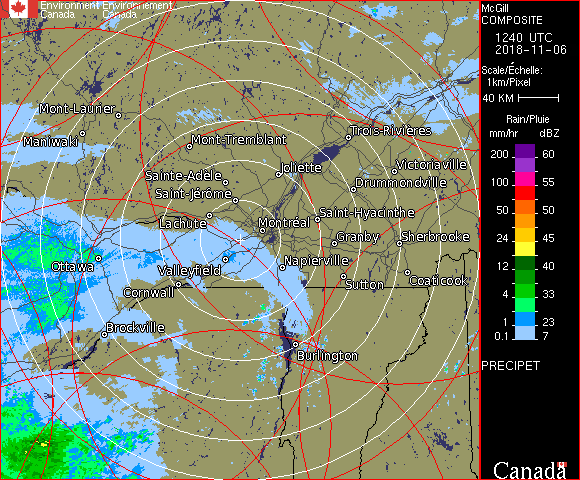 Environment Environnement
Canada Canada
McGill
COMPOSITE
1240 UTC
2018-11-06
Scale/Échelle:
1km/Pixel
40 KM
Rain/Pluie
mm/hr dBZ
200 60
100 55
50 50
24 45
12 40
4 33
1 23
0.1 7
PRECIPET
Canada
Mont-Laurier
Maniwaki
Mont-Tremblant
Trois-Rivières
Sainte-Adèle
Joliette
Victoriaville
Saint-Jérôme
Drummondville
Lachute
Montréal
Saint-Hyacinthe
Granby
Sherbrooke
Ottawa
Valleyfield
Napierville
Cornwall
Sutton
Coaticook
Brockville
Burlington